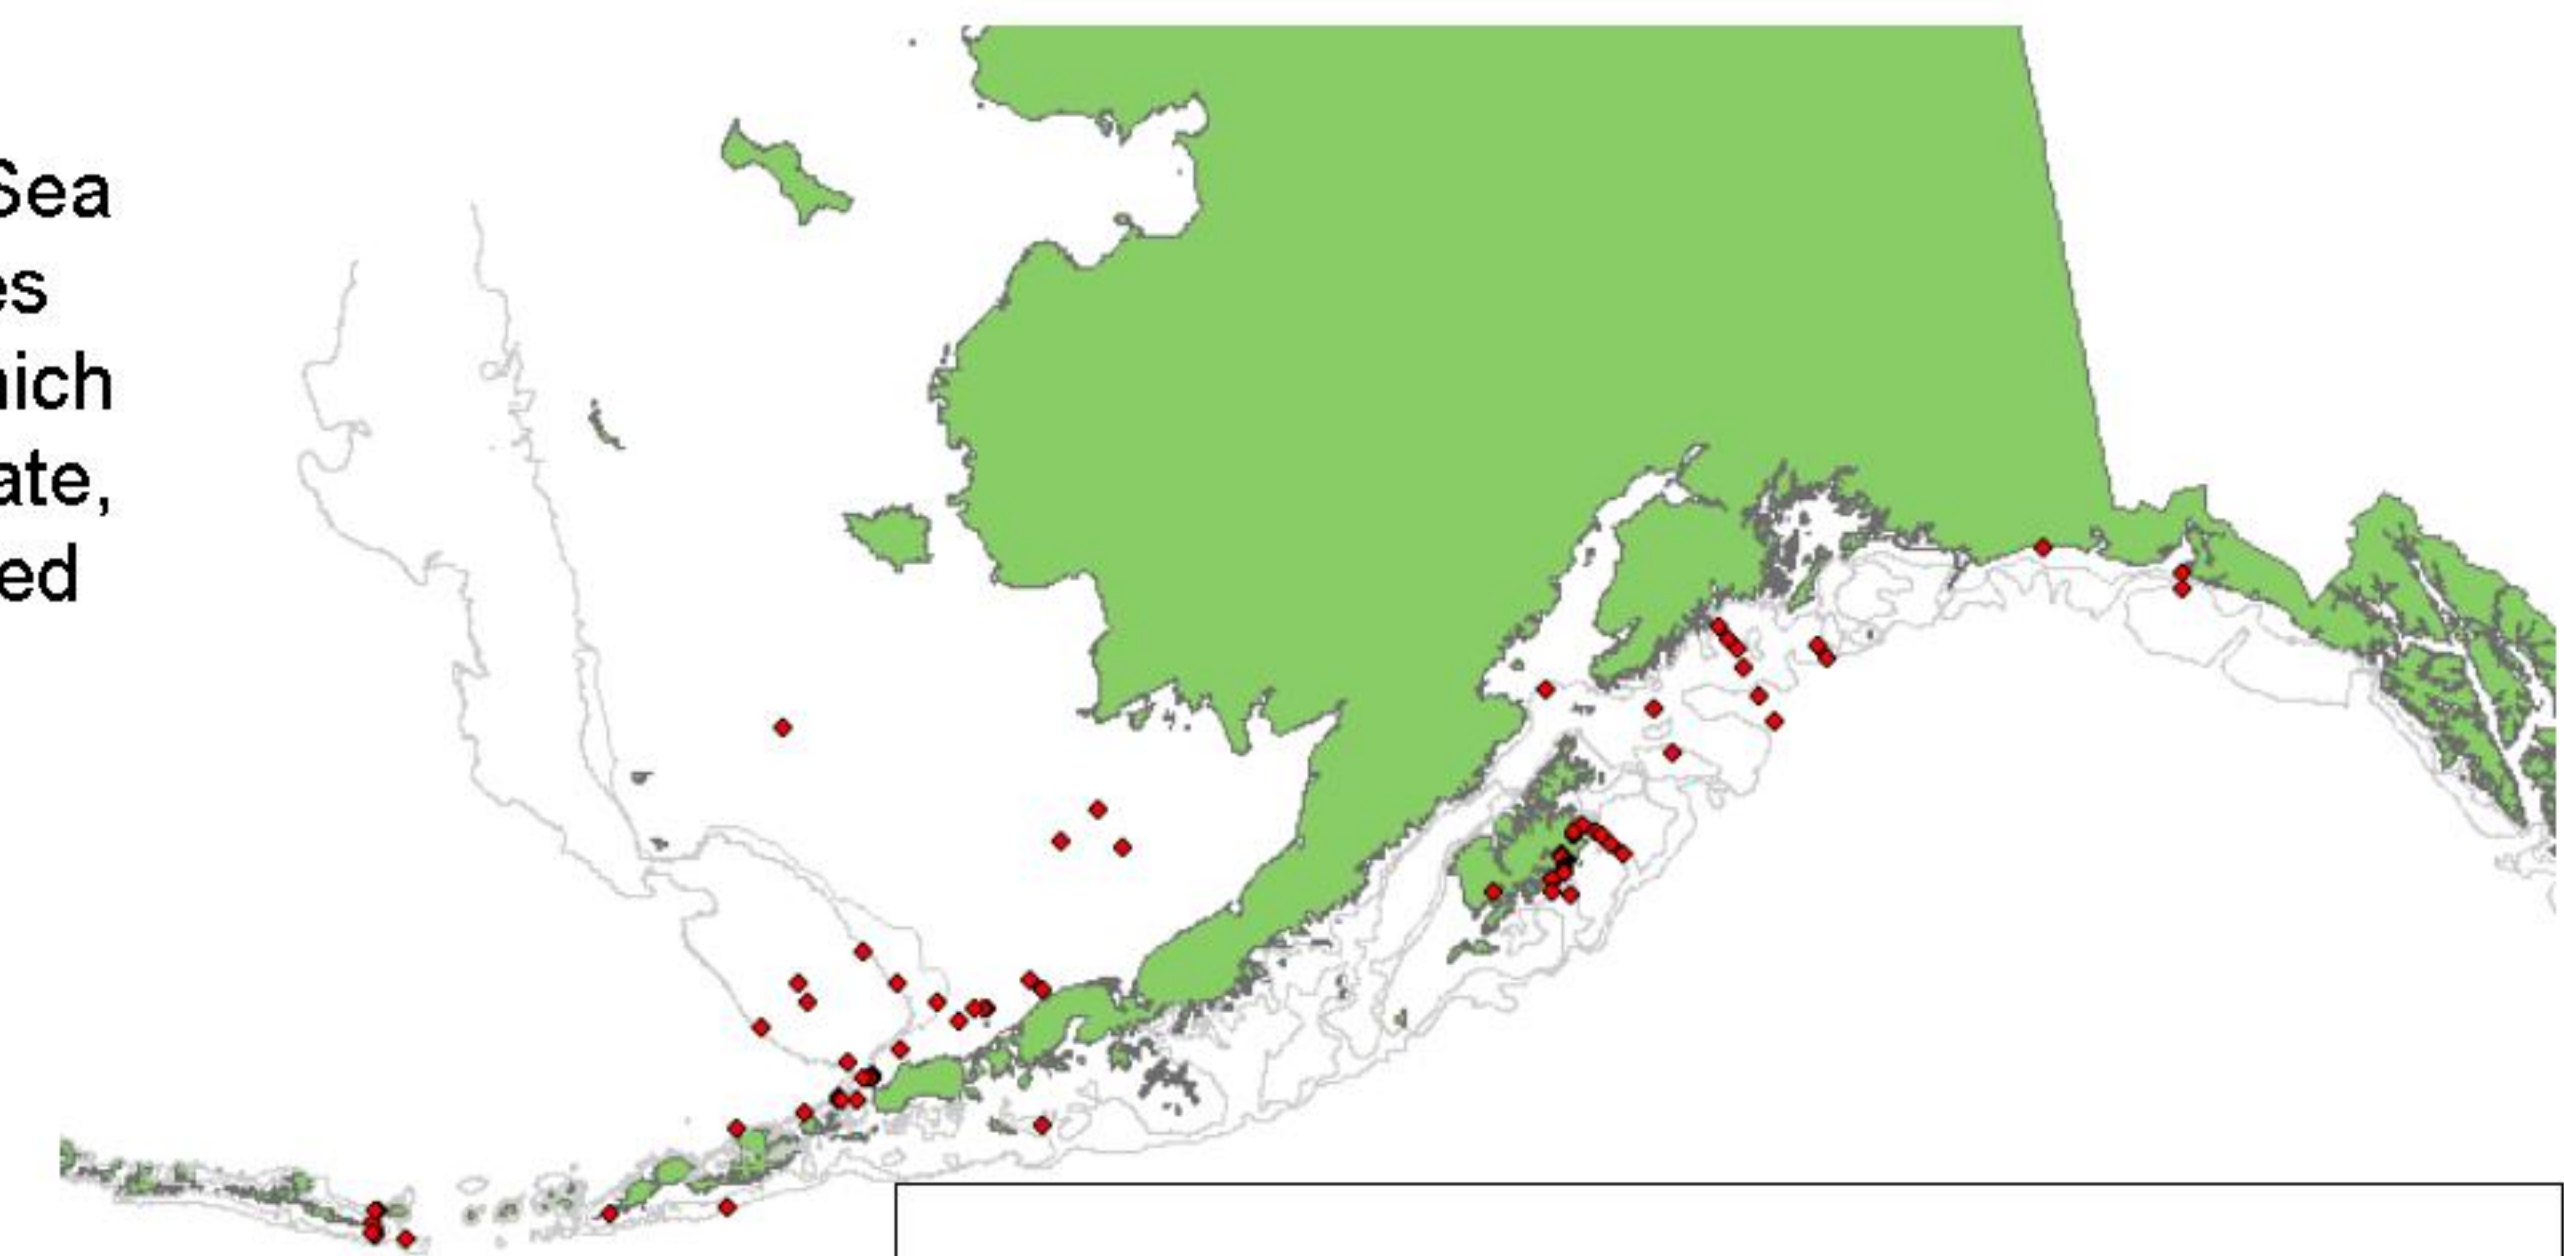 Sea
es
hich
ate,
ed